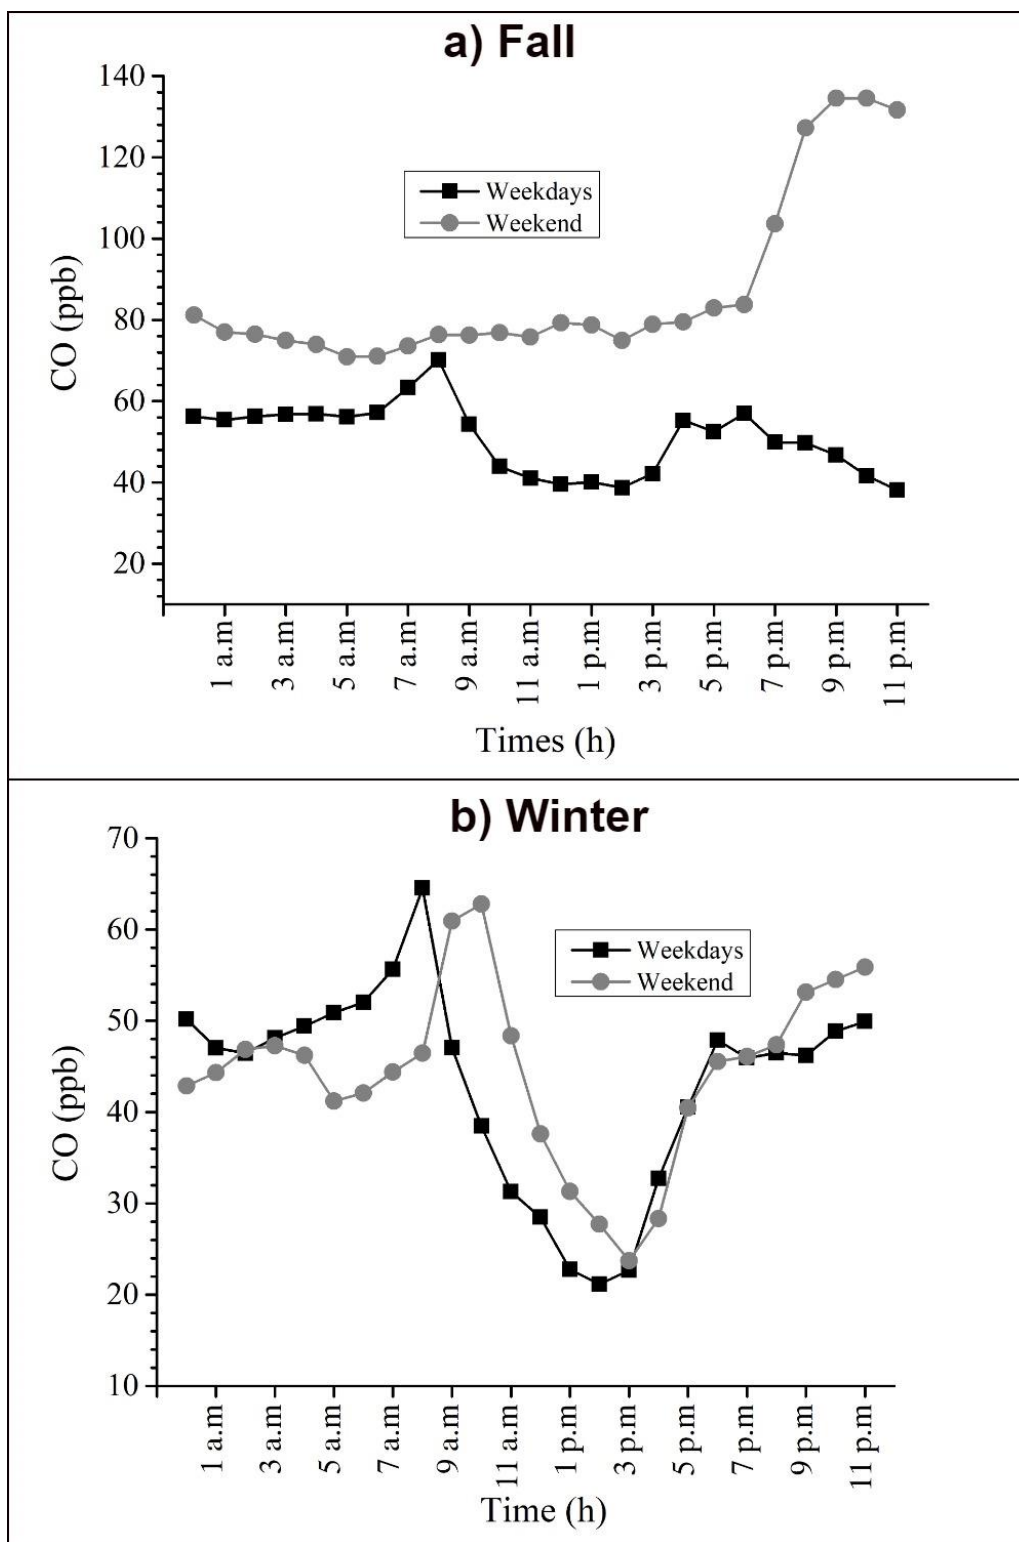 a) Fall
140
120
100
80
60
40
20
CO (ppb)
Weekdays
Weekend
1 a.m
3 a.m
5 a.m
7 a.m
9 a.m
11 a.m
1 p.m
3 p.m
5 p.m
7 p.m
9 p.m
11 p.m
Times (h)
b) Winter
70
60
50
40
30
20
10
CO (ppb)
Weekdays
Weekend
1 a.m
3 a.m
5 a.m
7 a.m
9 a.m
11 a.m
1 p.m
3 p.m
5 p.m
7 p.m
9 p.m
11 p.m
Time (h)